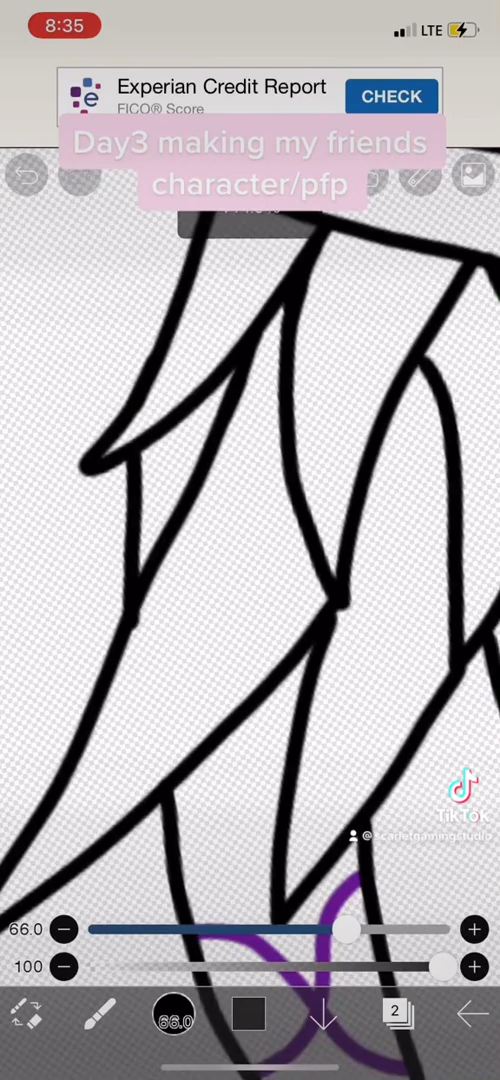 8:35
LTE
Experian Credit Report
FICO® Score
CHECK
Day3 making my friends
character/pfp
TikTok
@scarletgamingstudio
66.0
100
66.0
2